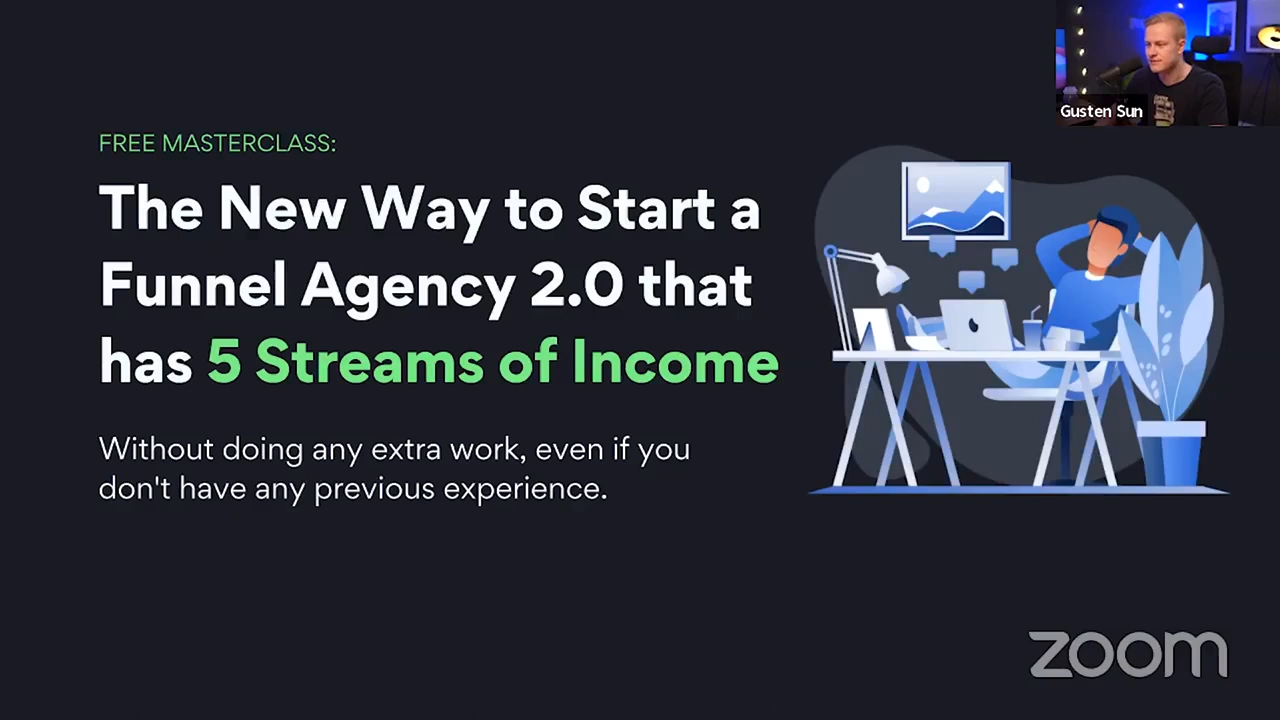 Gusten Sun
FREE MASTERCLASS:
The New Way to Start a
Funnel Agency 2.0 that
has 5 Streams of Income
Without doing any extra work, even if you
don't have any previous experience.
zoom